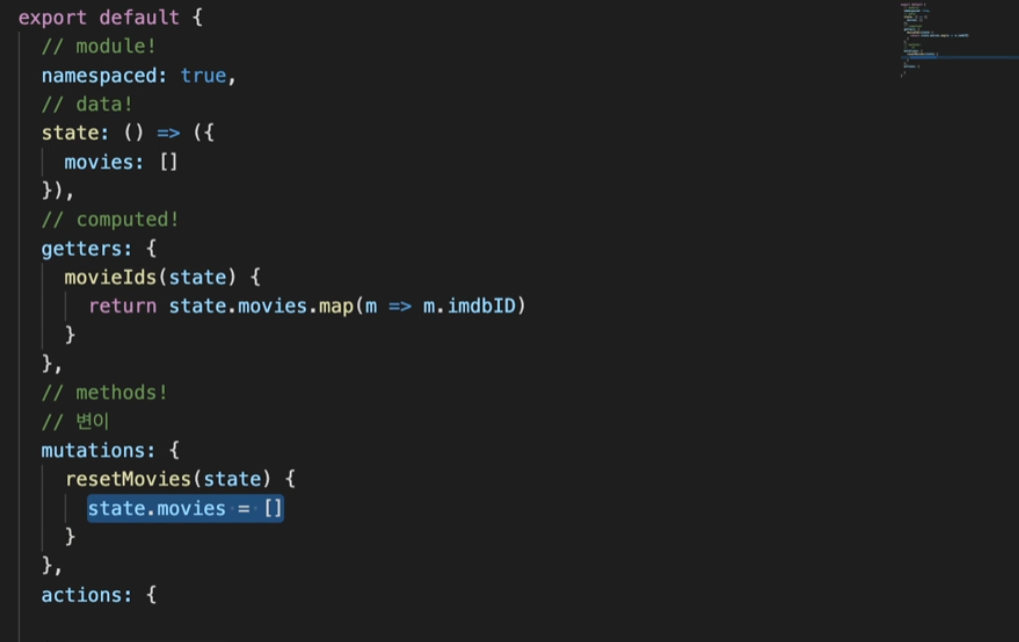 export default {
  // module!
  namespaced: true,
  // data!
  state: () => ({
    movies: []
  }),
  // computed!
  getters: {
    movieIds(state) {
      return state.movies.map(m => m.imdbID)
    }
  },
  // methods!
  // 변이
  mutations: {
    resetMovies(state) {
      state.movies = []
    }
  },
  actions: {